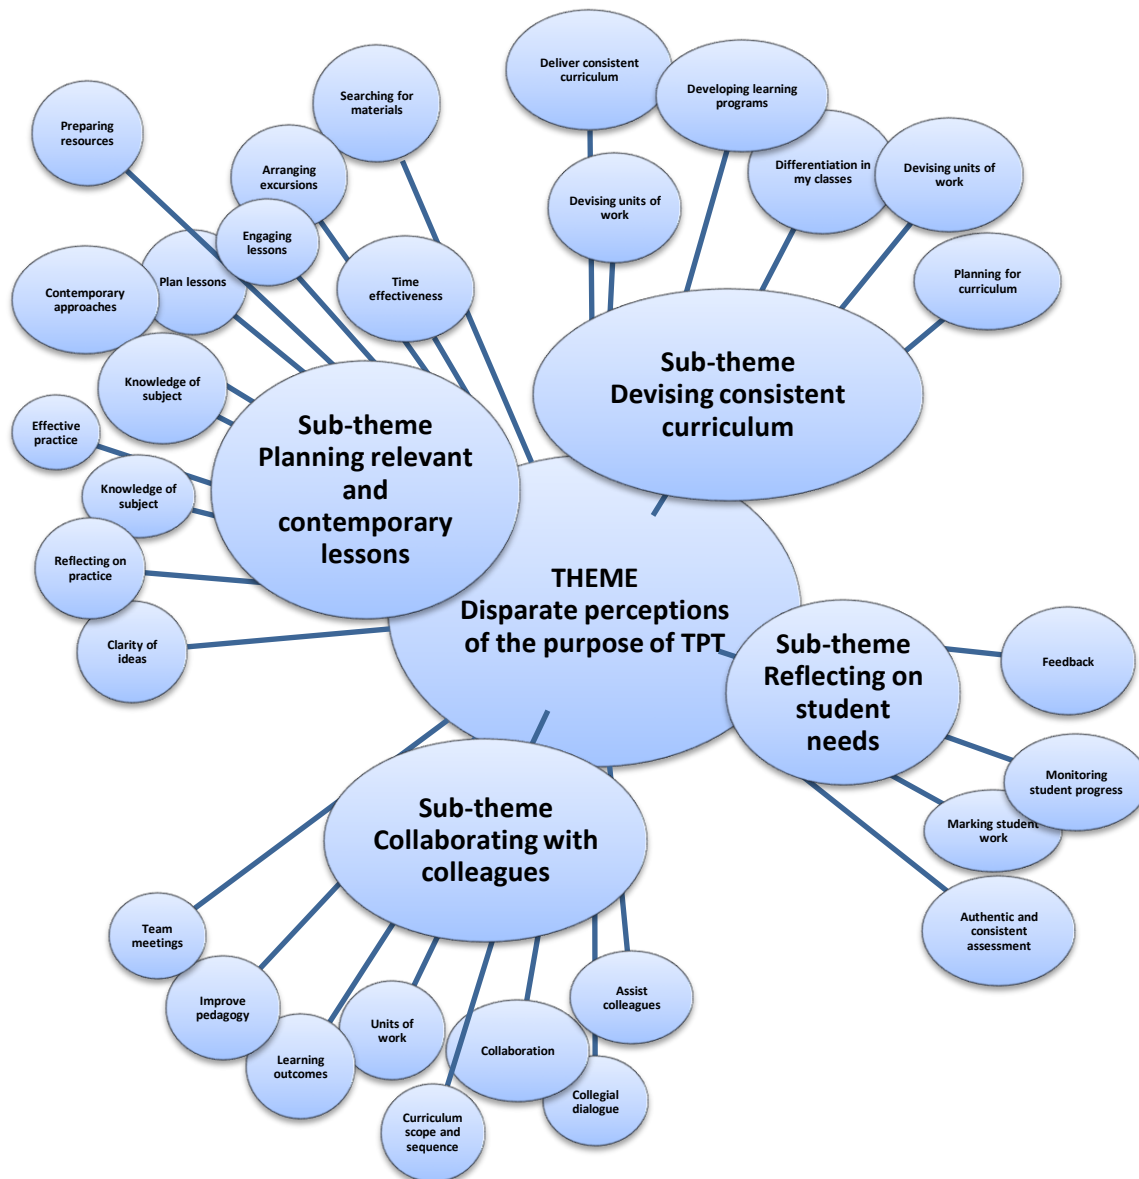 Deliver consistent
curriculum
Developing learning
programs
Searching for
materials
Preparing
resources
Differentiation in
my classes
Devising units
of work
Arranging
excursions
Devising units of
work
Engaging
lessons
Planning for
curriculum
Plan lessons
Time
effectiveness
Contemporary
approaches
Sub-theme
Devising consistent
curriculum
Knowledge of
subject
Effective
practice
Sub-theme
Planning relevant
and
contemporary
lessons
Knowledge of
subject
Reflecting on
practice
Clarity of
ideas
THEME
Disparate perceptions
of the purpose of TPT
Sub-theme
Reflecting on
student
needs
Feedback
Monitoring
student progress
Marking student
work
Authentic and
consistent
assessment
Sub-theme
Collaborating with
colleagues
Team
meetings
Improve
pedagogy
Learning
outcomes
Units of
work
Curriculum
scope and
sequence
Collaboration
Collegial
dialogue
Assist
colleagues